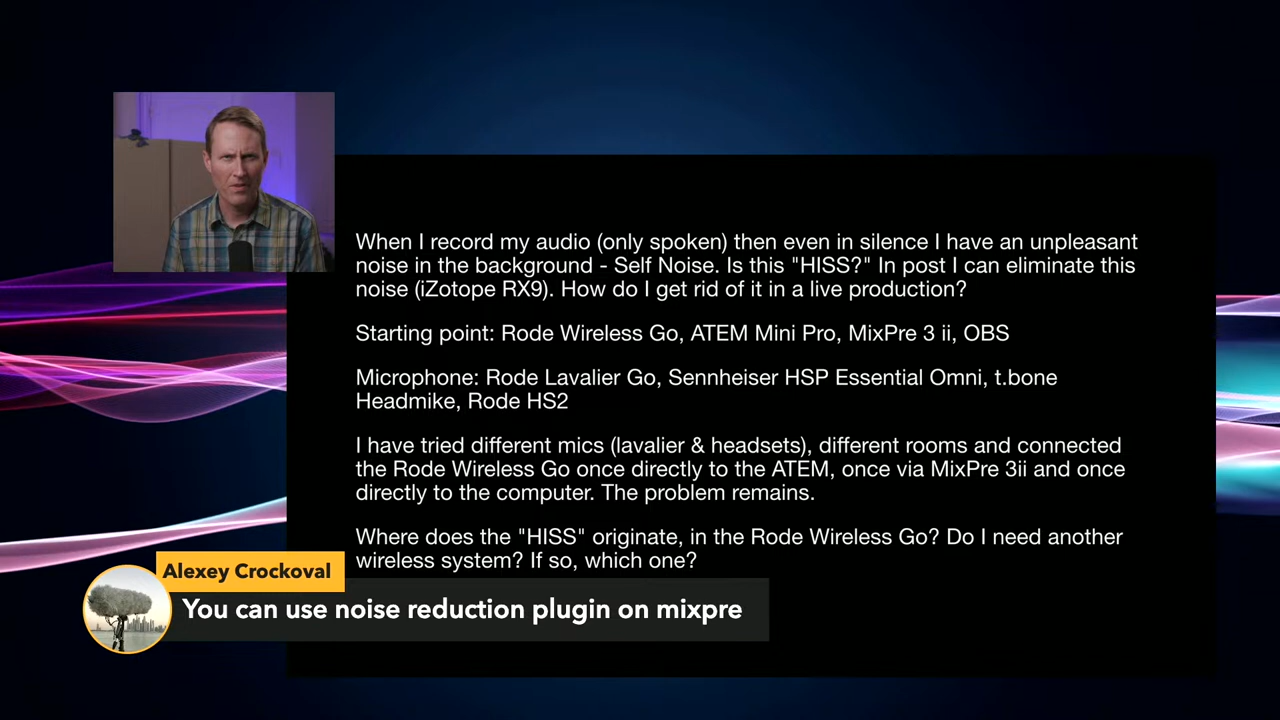 When I record my audio (only spoken) then even in silence I have an unpleasant
noise in the background - Self Noise. Is this "HISS?" In post I can eliminate this
noise (iZotope RX9). How do I get rid of it in a live production?
Starting point: Rode Wireless Go, ATEM Mini Pro, MixPre 3 ii, OBS
Microphone: Rode Lavalier Go, Sennheiser HSP Essential Omni, t.bone
Headmike, Rode HS2
I have tried different mics (lavalier & headsets), different rooms and connected
the Rode Wireless Go once directly to the ATEM, once via MixPre 3ii and once
directly to the computer. The problem remains.
Where does the "HISS" originate, in the Rode Wireless Go? Do I need another
wireless system? If so, which one?
Alexey Crockoval
You can use noise reduction plugin on mixpre